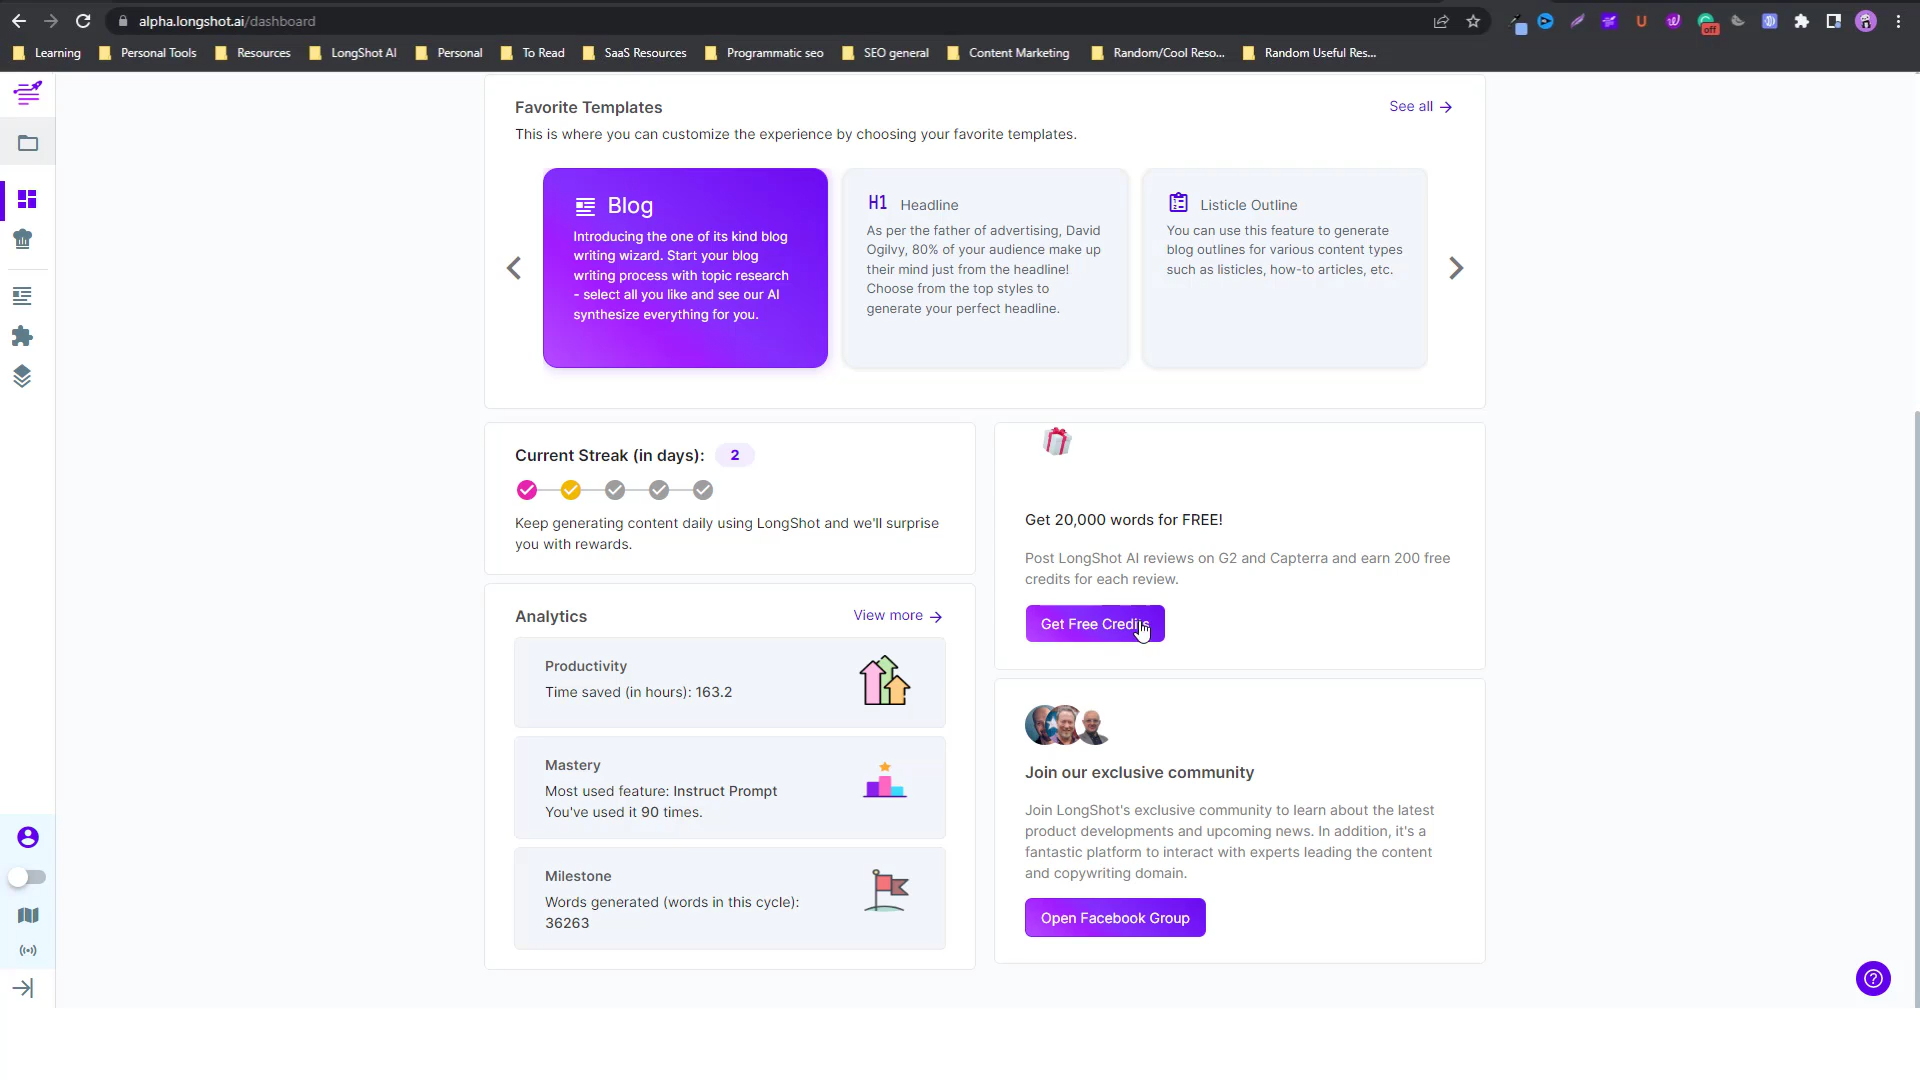 alpha.longshot.ai/dashboard
Learning
Personal Tools
Resources
LongShot AI
Personal
To Read
SaaS Resources
Programmatic seo
SEO general
Content Marketing
Random/Cool Reso...
Random Useful Res...
off
Favorite Templates
See all →
This is where you can customize the experience by choosing your favorite templates.
Blog
Introducing the one of its kind blog
writing wizard. Start your blog
writing process with topic research
- select all you like and see our AI
synthesize everything for you.
H1 Headline
As per the father of advertising, David
Ogilvy, 80% of your audience make up
their mind just from the headline!
Choose from the top styles to
generate your perfect headline.
Listicle Outline
You can use this feature to generate
blog outlines for various content types
such as listicles, how-to articles, etc.
Current Streak (in days): 2
Keep generating content daily using LongShot and we'll surprise
you with rewards.
Get 20,000 words for FREE!
Post LongShot AI reviews on G2 and Capterra and earn 200 free
credits for each review.
Get Free Credits
Analytics
View more →
Productivity
Time saved (in hours): 163.2
Mastery
Most used feature: Instruct Prompt
You've used it 90 times.
Milestone
Words generated (words in this cycle):
36263
Join our exclusive community
Join LongShot's exclusive community to learn about the latest
product developments and upcoming news. In addition, it's a
fantastic platform to interact with experts leading the content
and copywriting domain.
Open Facebook Group